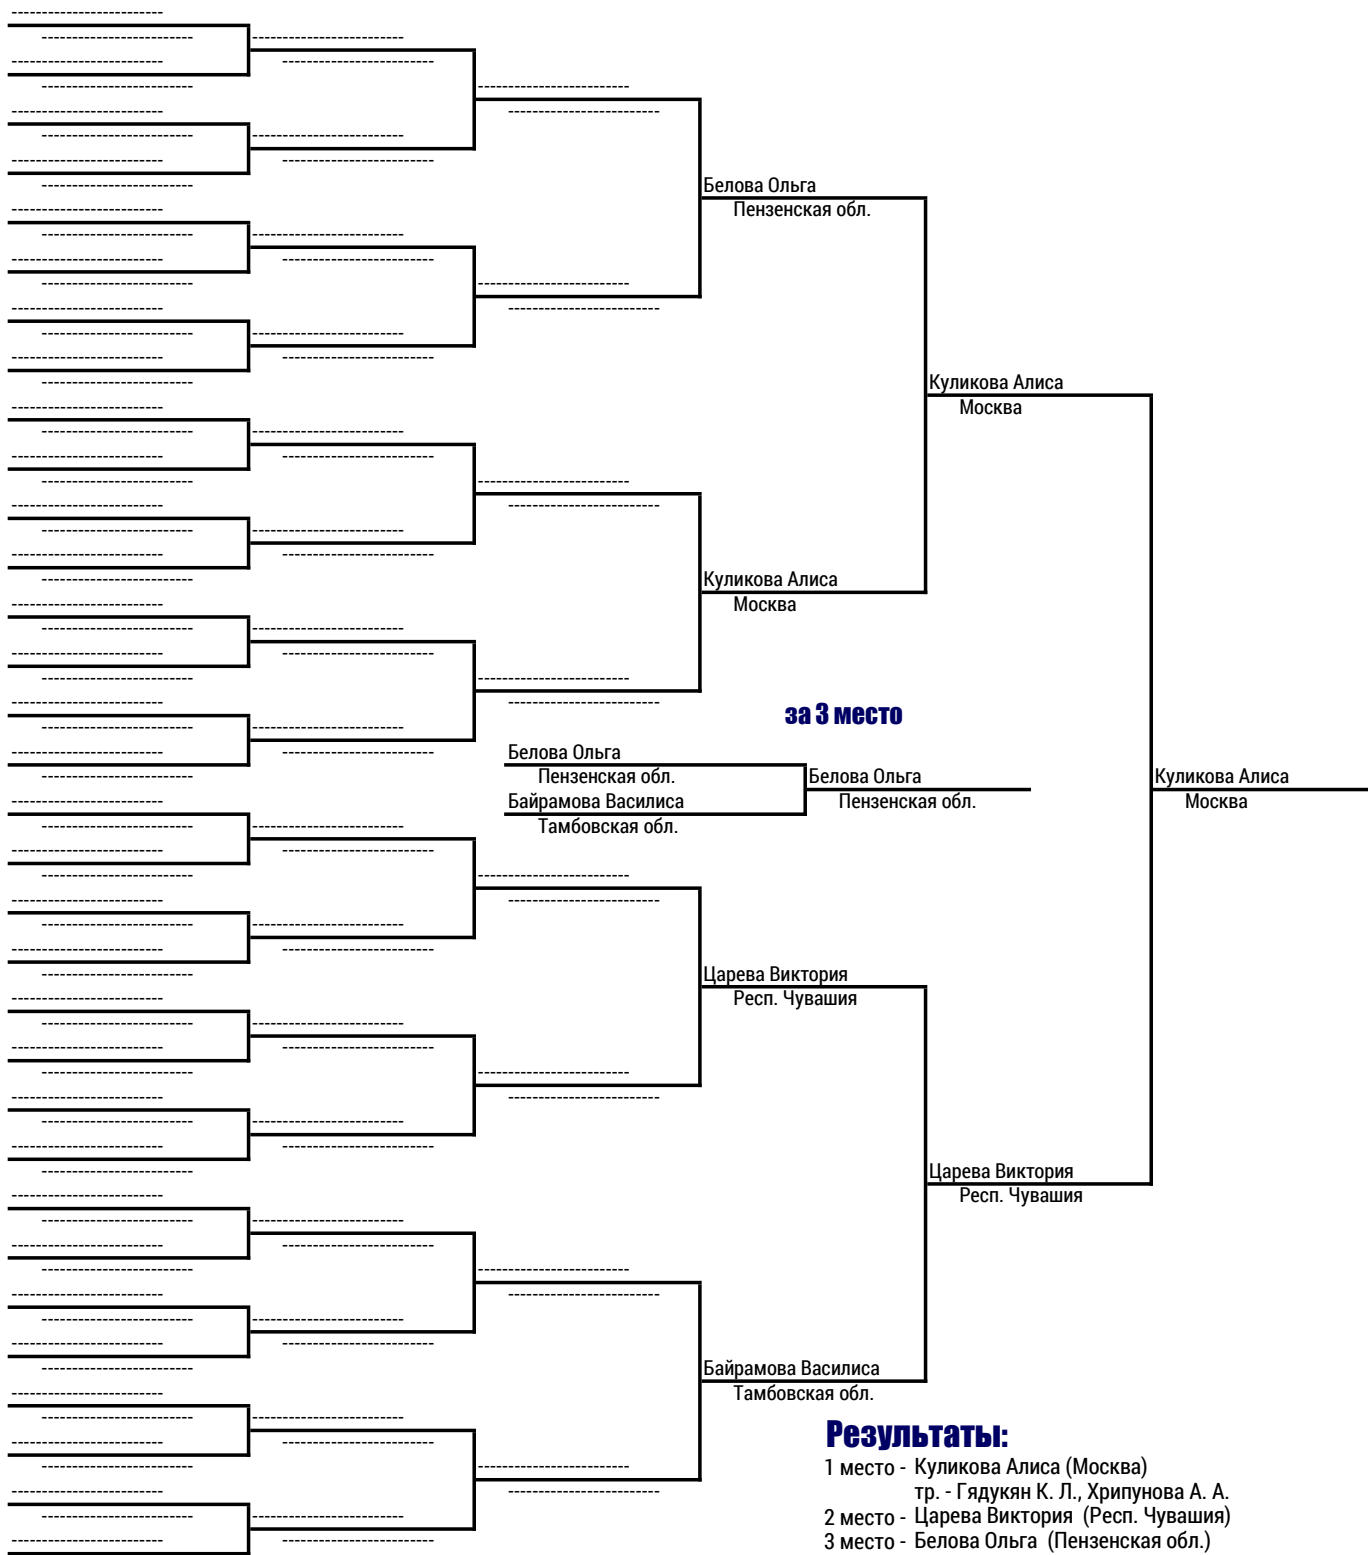 Белова Ольга
Пензенская обл.
Куликова Алиса
Москва
Куликова Алиса
Москва
за 3 место
Белова Ольга
Пензенская обл.
Байрамова Василиса
Тамбовская обл.
Белова Ольга
Пензенская обл.
Куликова Алиса
Москва
Царева Виктория
Респ. Чувашия
Царева Виктория
Респ. Чувашия
Байрамова Василиса
Тамбовская обл.
Результаты:
1 место - Куликова Алиса (Москва)
тр. - Гядукян К. Л., Хрипунова А. А.
2 место - Царева Виктория (Респ. Чувашия)
3 место - Белова Ольга (Пензенская обл.)